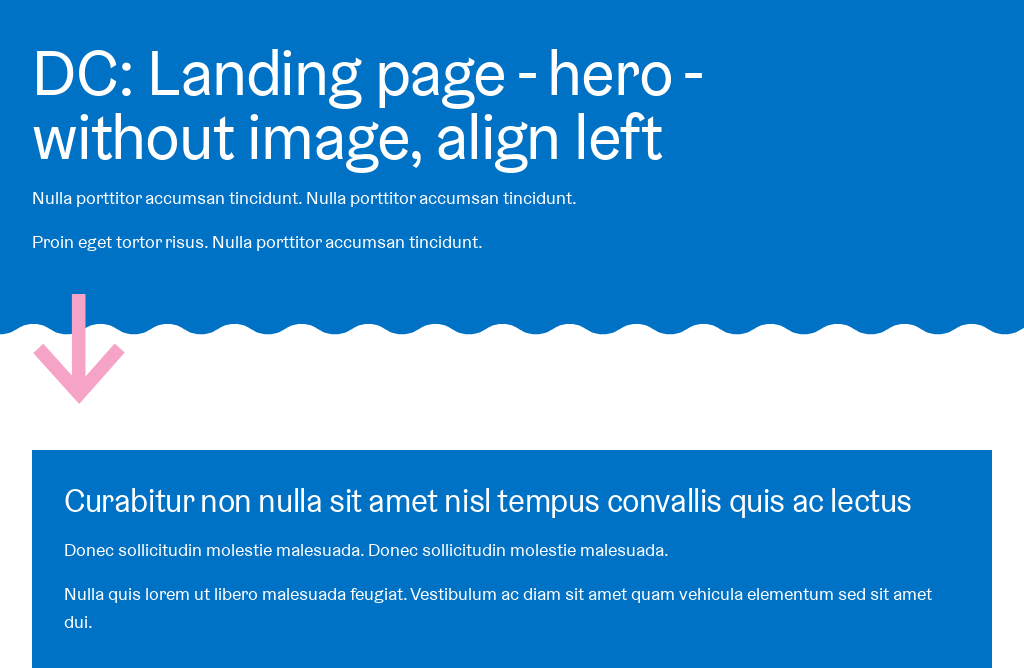 DC: Landing page - hero -
without image, align left
Nulla porttitor accumsan tincidunt. Nulla porttitor accumsan tincidunt.
Proin eget tortor risus. Nulla porttitor accumsan tincidunt.
Curabitur non nulla sit amet nisl tempus convallis quis ac lectus
Donec sollicitudin molestie malesuada. Donec sollicitudin molestie malesuada.
Nulla quis lorem ut libero malesuada feugiat. Vestibulum ac diam sit amet quam vehicula elementum sed sit amet
dui.